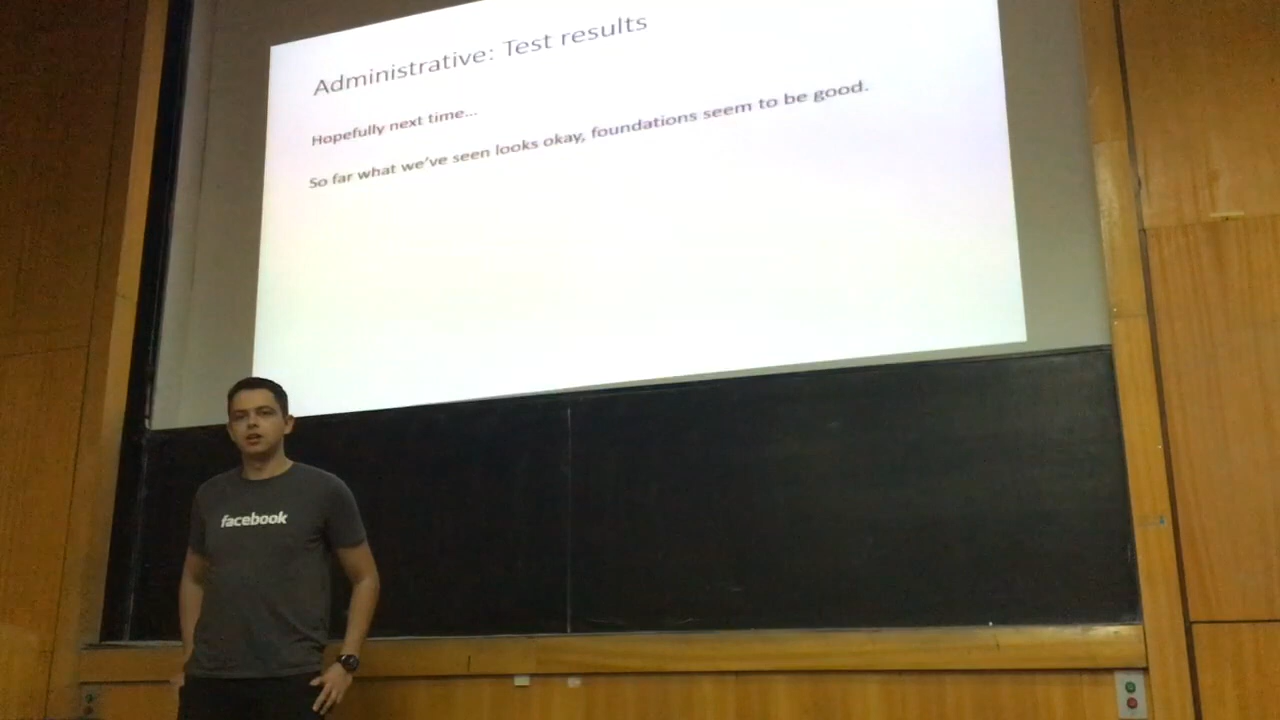 Administrative: Test results
Hopefully next time...
So far what we've seen looks okay, foundations seem to be good.
facebook